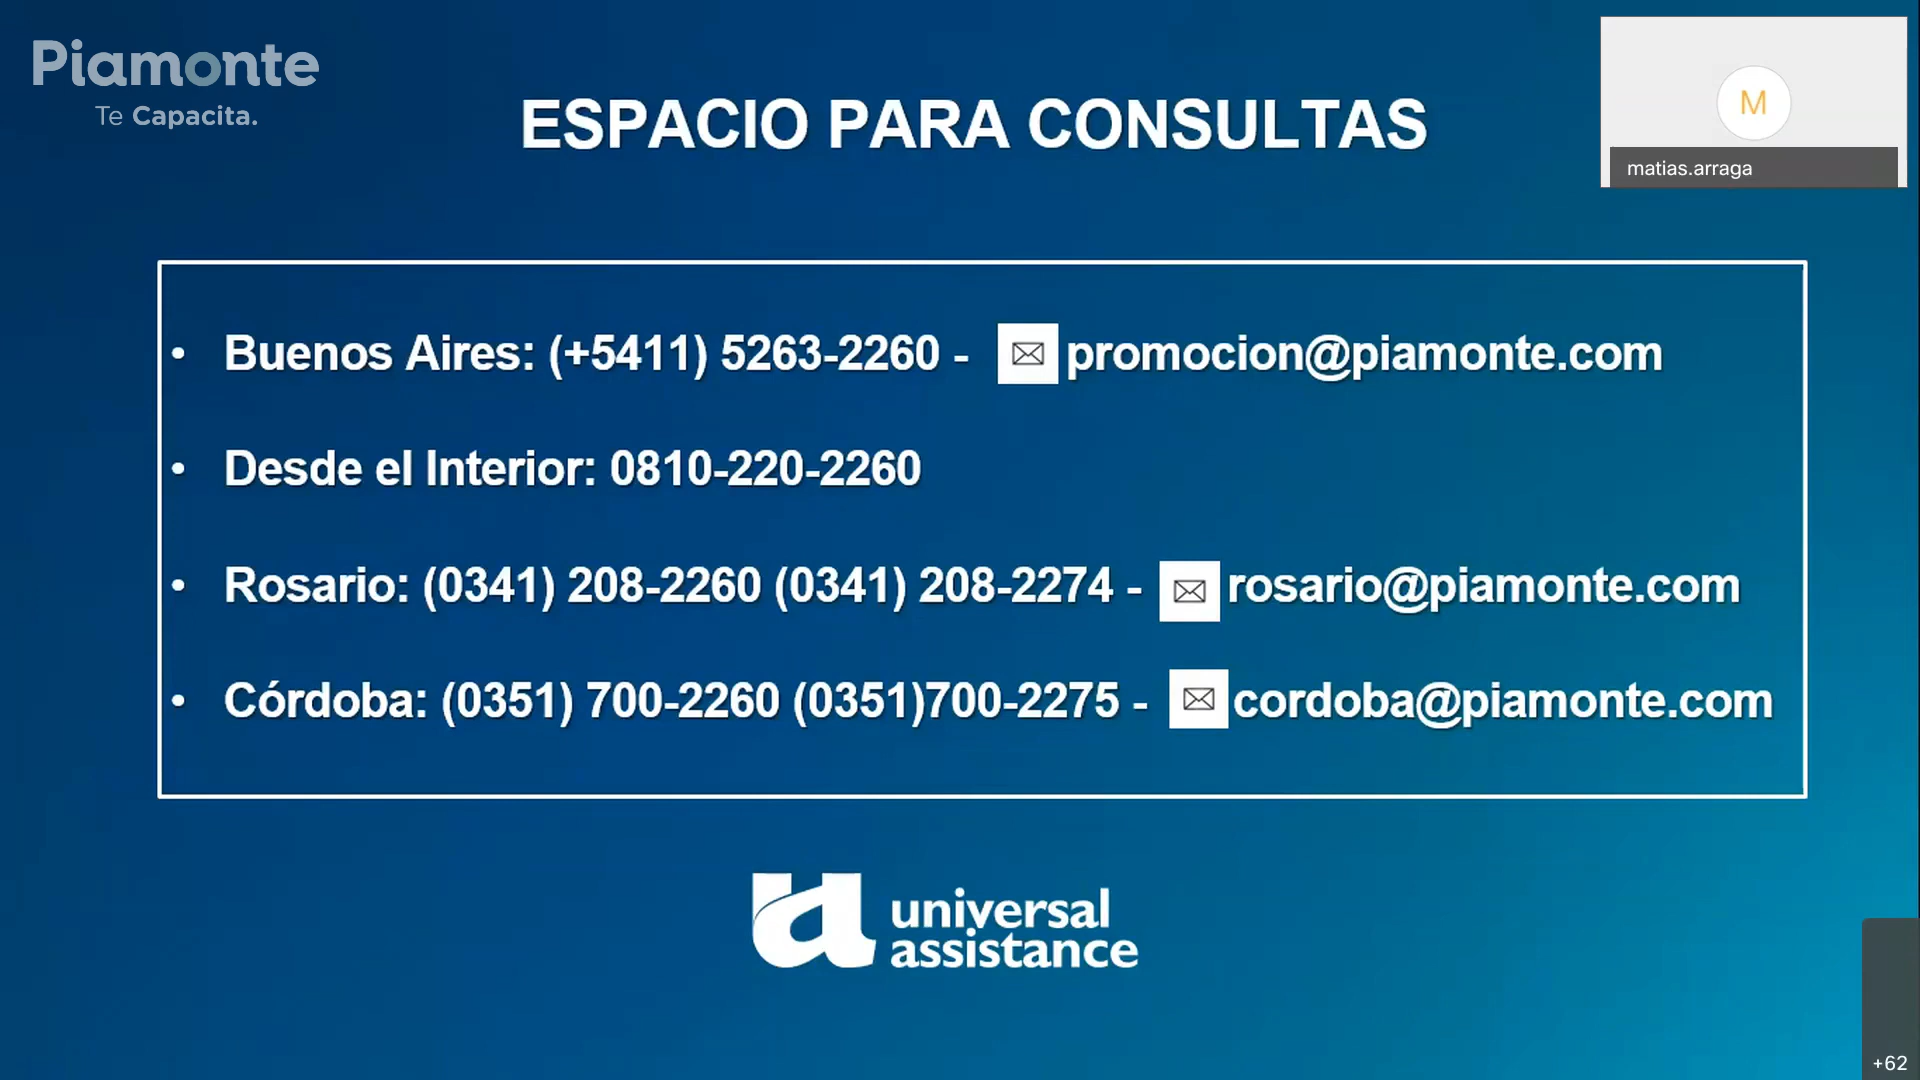 Piamonte
Te Capacita.
ESPACIO PARA CONSULTAS
M
matias.arraga
• Buenos Aires: (+5411) 5263-2260 - promocion@piamonte.com
• Desde el Interior: 0810-220-2260
• Rosario: (0341) 208-2260 (0341) 208-2274 - rosario@piamonte.com
• Córdoba: (0351) 700-2260 (0351)700-2275 - cordoba@piamonte.com
ua universal
assistance
+62